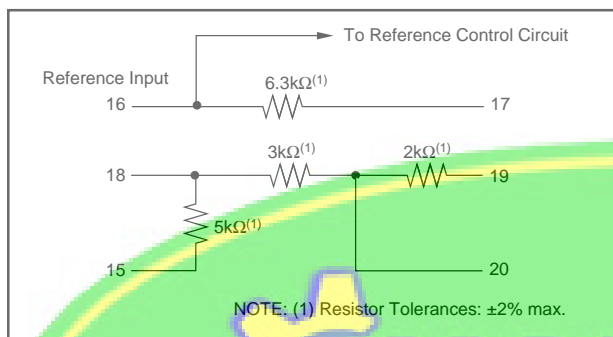 To Reference Control Circuit
Reference Input
6.3kΩ(1)
16
17
3kΩ(1)
2kΩ(1)
18
19
5kΩ(1)
15
20
NOTE: (1) Resistor Tolerances: ±2% max.